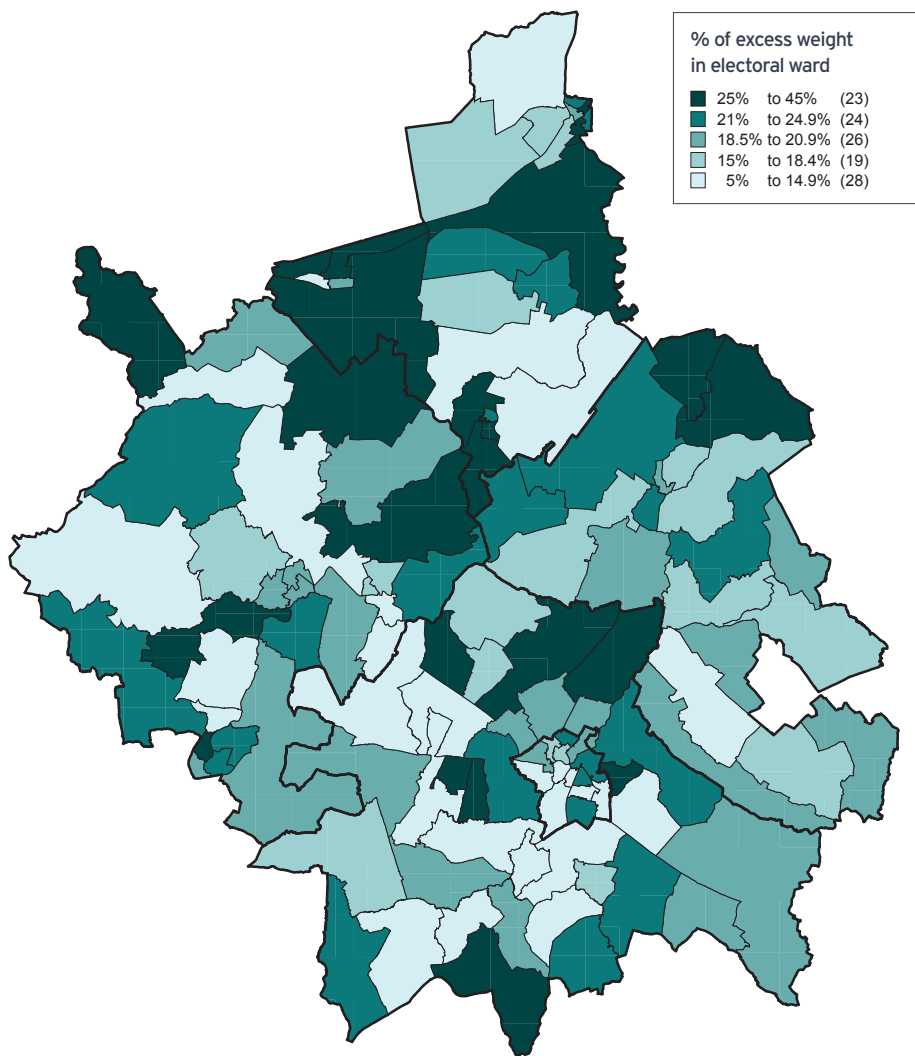 % of excess weight
in electoral ward
25% to 45% (23)
21% to 24.9% (24)
18.5% to 20.9% (26)
15% to 18.4% (19)
5% to 14.9% (28)